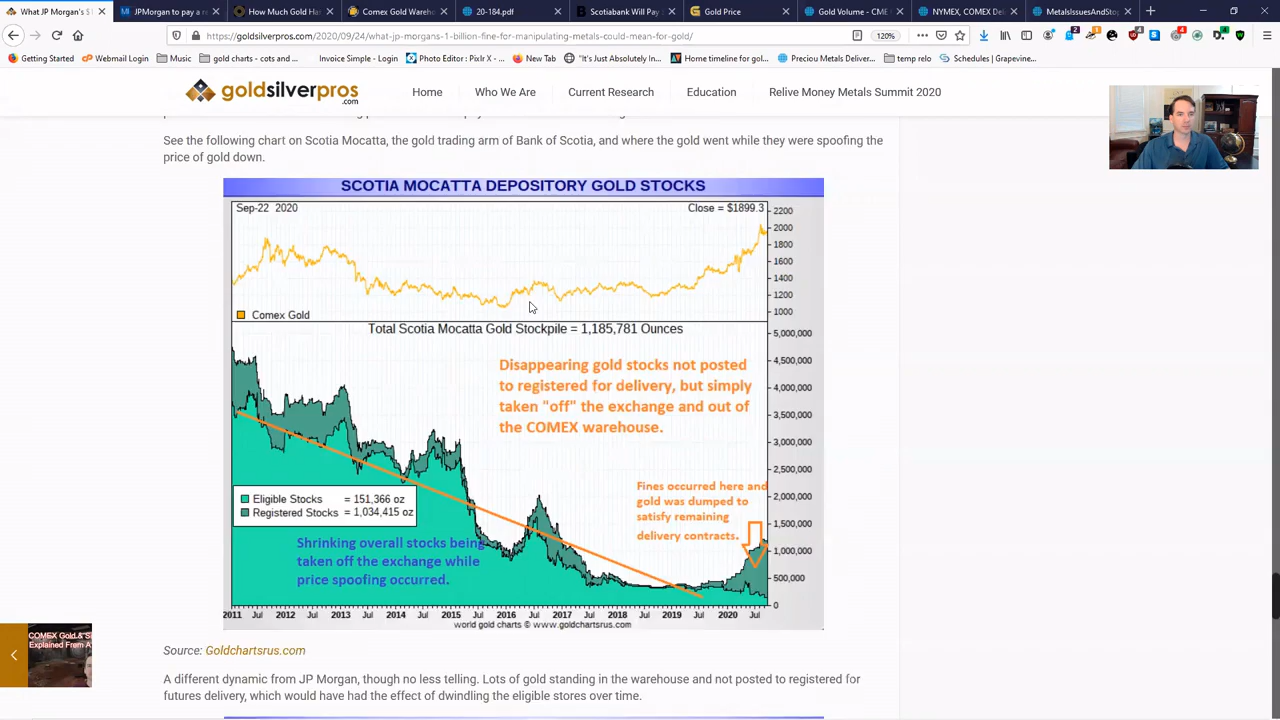 What JP Morgan's $
JPMorgan to pay a re
How Much Gold Ha
Comex Gold Wareh
20-184.pdf
Scotiabank Will Pay
Gold Price
Gold Volume - CME
NYMEX, COMEX De
MetalsIssuesAndStop
https://goldsilverpros.com/2020/09/24/what-jp-morgans-1-billion-fine-for-manipulating-metals-could-mean-for-gold/
120%
Getting Started
Webmail Login
Music
gold charts - cots and ...
Invoice Simple - Login
Photo Editor : Pixlr X - ...
New Tab
"It's Just Absolutely In...
Home timeline for gol...
Preciou Metals Deliver...
temp relo
Schedules | Grapevine...
goldsilverpros
.com
Home
Who We Are
Current Research
Education
Relive Money Metals Summit 2020
See the following chart on Scotia Mocatta, the gold trading arm of Bank of Scotia, and where the gold went while they were spoofing the
price of gold down.
SCOTIA MOCATTA DEPOSITORY GOLD STOCKS
Sep-22 2020
Close = $1899.3
2200
2000
1800
1600
1400
1200
1000
Comex Gold
Total Scotia Mocatta Gold Stockpile = 1,185,781 Ounces
5,000,000
4,500,000
4,000,000
3,500,000
3,000,000
2,500,000
2,000,000
1,500,000
1,000,000
500,000
0
Disappearing gold stocks not posted
to registered for delivery, but simply
taken "off" the exchange and out of
the COMEX warehouse.
Fines occurred here and
gold was dumped to
satisfy remaining
delivery contracts.
Eligible Stocks = 151,366 oz
Registered Stocks = 1,034,415 oz
Shrinking overall stocks being
taken off the exchange while
price spoofing occurred.
2011 Jul 2012 Jul 2013 Jul 2014 Jul 2015 Jul 2016 Jul 2017 Jul 2018 Jul 2019 Jul 2020 Jul
world gold charts © www.goldchartsrus.com
COMEX Gold & Si
Explained From A
Source: Goldchartsrus.com
A different dynamic from JP Morgan, though no less telling. Lots of gold standing in the warehouse and not posted to registered for
futures delivery, which would have had the effect of dwindling the eligible stores over time.